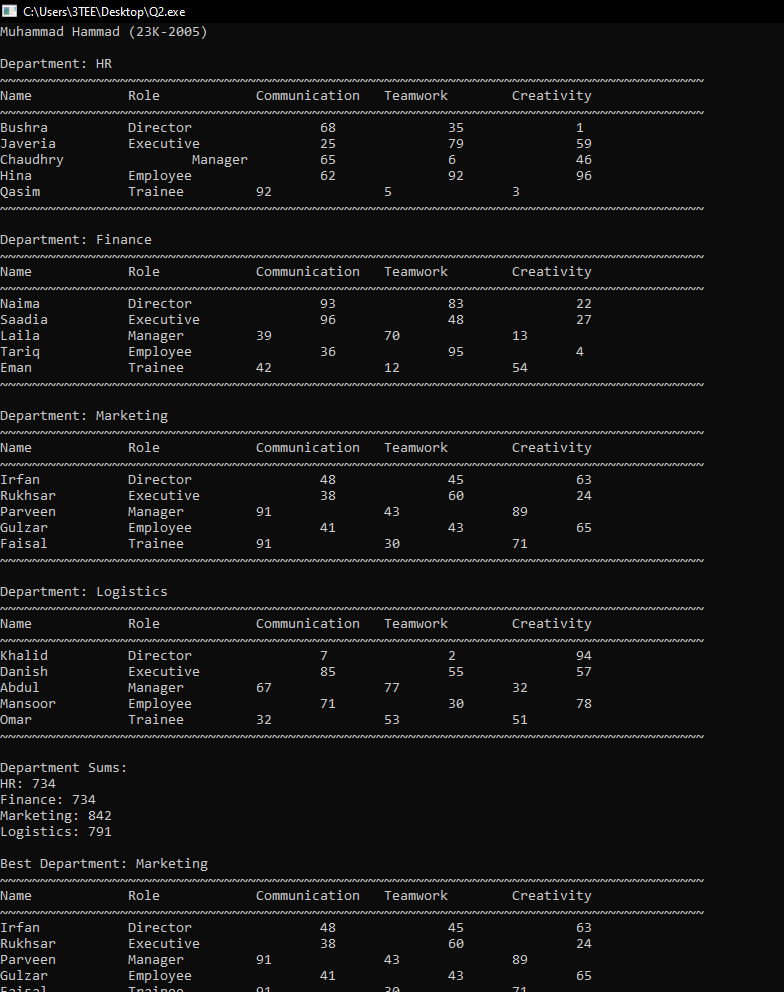 C:\Users\3TEE\Desktop\Q2.exe
Muhammad Hammad (23K-2005)
Department: HR
~~~~~~~~~~~~~~~~~~~~~~~~~~~~~~~~~~~~~~~~~~~~~~~~~~~~~~~~~~~~~~~~~~~~~~~~~~~~~~~~~~~~~~~~
Name Role Communication Teamwork Creativity
~~~~~~~~~~~~~~~~~~~~~~~~~~~~~~~~~~~~~~~~~~~~~~~~~~~~~~~~~~~~~~~~~~~~~~~~~~~~~~~~~~~~~~~~
Bushra Director 68 35 1
Javeria Executive 25 79 59
Chaudhry Manager 65 6 46
Hina Employee 62 92 96
Qasim Trainee 92 5 3
~~~~~~~~~~~~~~~~~~~~~~~~~~~~~~~~~~~~~~~~~~~~~~~~~~~~~~~~~~~~~~~~~~~~~~~~~~~~~~~~~~~~~~~~
Department: Finance
~~~~~~~~~~~~~~~~~~~~~~~~~~~~~~~~~~~~~~~~~~~~~~~~~~~~~~~~~~~~~~~~~~~~~~~~~~~~~~~~~~~~~~~~
Name Role Communication Teamwork Creativity
~~~~~~~~~~~~~~~~~~~~~~~~~~~~~~~~~~~~~~~~~~~~~~~~~~~~~~~~~~~~~~~~~~~~~~~~~~~~~~~~~~~~~~~~
Naima Director 93 83 22
Saadia Executive 96 48 27
Laila Manager 39 70 13
Tariq Employee 36 95 4
Eman Trainee 42 12 54
~~~~~~~~~~~~~~~~~~~~~~~~~~~~~~~~~~~~~~~~~~~~~~~~~~~~~~~~~~~~~~~~~~~~~~~~~~~~~~~~~~~~~~~~
Department: Marketing
~~~~~~~~~~~~~~~~~~~~~~~~~~~~~~~~~~~~~~~~~~~~~~~~~~~~~~~~~~~~~~~~~~~~~~~~~~~~~~~~~~~~~~~~
Name Role Communication Teamwork Creativity
~~~~~~~~~~~~~~~~~~~~~~~~~~~~~~~~~~~~~~~~~~~~~~~~~~~~~~~~~~~~~~~~~~~~~~~~~~~~~~~~~~~~~~~~
Irfan Director 48 45 63
Rukhsar Executive 38 60 24
Parveen Manager 91 43 89
Gulzar Employee 41 43 65
Faisal Trainee 91 30 71
~~~~~~~~~~~~~~~~~~~~~~~~~~~~~~~~~~~~~~~~~~~~~~~~~~~~~~~~~~~~~~~~~~~~~~~~~~~~~~~~~~~~~~~~
Department: Logistics
~~~~~~~~~~~~~~~~~~~~~~~~~~~~~~~~~~~~~~~~~~~~~~~~~~~~~~~~~~~~~~~~~~~~~~~~~~~~~~~~~~~~~~~~
Name Role Communication Teamwork Creativity
~~~~~~~~~~~~~~~~~~~~~~~~~~~~~~~~~~~~~~~~~~~~~~~~~~~~~~~~~~~~~~~~~~~~~~~~~~~~~~~~~~~~~~~~
Khalid Director 7 2 94
Danish Executive 85 55 57
Abdul Manager 67 77 32
Mansoor Employee 71 30 78
Omar Trainee 32 53 51
~~~~~~~~~~~~~~~~~~~~~~~~~~~~~~~~~~~~~~~~~~~~~~~~~~~~~~~~~~~~~~~~~~~~~~~~~~~~~~~~~~~~~~~~
Department Sums:
HR: 734
Finance: 734
Marketing: 842
Logistics: 791
Best Department: Marketing
~~~~~~~~~~~~~~~~~~~~~~~~~~~~~~~~~~~~~~~~~~~~~~~~~~~~~~~~~~~~~~~~~~~~~~~~~~~~~~~~~~~~~~~~
Name Role Communication Teamwork Creativity
~~~~~~~~~~~~~~~~~~~~~~~~~~~~~~~~~~~~~~~~~~~~~~~~~~~~~~~~~~~~~~~~~~~~~~~~~~~~~~~~~~~~~~~~
Irfan Director 48 45 63
Rukhsar Executive 38 60 24
Parveen Manager 91 43 89
Gulzar Employee 41 43 65
Faisal Trainee 91 30 71